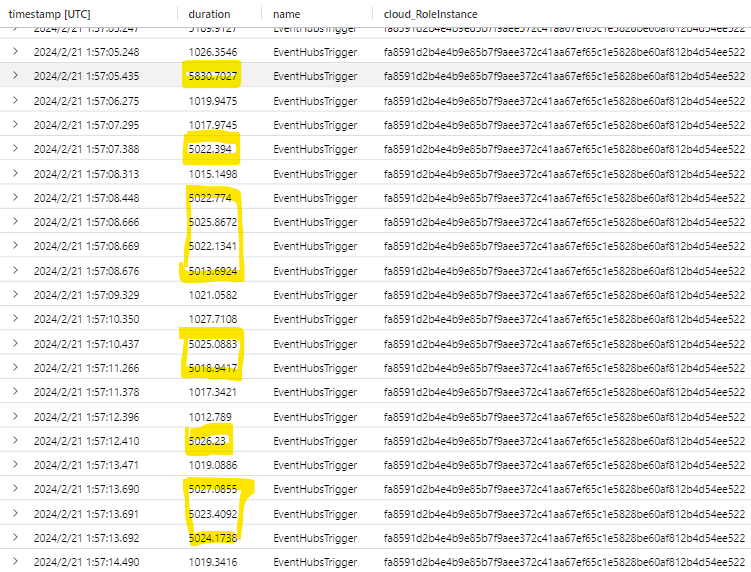 timestamp [UTC] duration name cloud_RoleInstance
2024/2/21 1:57:05.247 5189.9127 EventHubsTrigger fa8591d2b4e4b9e85b7f9aee372c41aa67ef65c1e5828be60af812b4d54ee522
2024/2/21 1:57:05.248 1026.3546 EventHubsTrigger fa8591d2b4e4b9e85b7f9aee372c41aa67ef65c1e5828be60af812b4d54ee522
2024/2/21 1:57:05.435 5830.7027 EventHubsTrigger fa8591d2b4e4b9e85b7f9aee372c41aa67ef65c1e5828be60af812b4d54ee522
2024/2/21 1:57:06.275 1019.9475 EventHubsTrigger fa8591d2b4e4b9e85b7f9aee372c41aa67ef65c1e5828be60af812b4d54ee522
2024/2/21 1:57:07.295 1017.9745 EventHubsTrigger fa8591d2b4e4b9e85b7f9aee372c41aa67ef65c1e5828be60af812b4d54ee522
2024/2/21 1:57:07.388 5022.394 EventHubsTrigger fa8591d2b4e4b9e85b7f9aee372c41aa67ef65c1e5828be60af812b4d54ee522
2024/2/21 1:57:08.313 1015.1498 EventHubsTrigger fa8591d2b4e4b9e85b7f9aee372c41aa67ef65c1e5828be60af812b4d54ee522
2024/2/21 1:57:08.448 5022.774 EventHubsTrigger fa8591d2b4e4b9e85b7f9aee372c41aa67ef65c1e5828be60af812b4d54ee522
2024/2/21 1:57:08.666 5025.8672 EventHubsTrigger fa8591d2b4e4b9e85b7f9aee372c41aa67ef65c1e5828be60af812b4d54ee522
2024/2/21 1:57:08.669 5022.1341 EventHubsTrigger fa8591d2b4e4b9e85b7f9aee372c41aa67ef65c1e5828be60af812b4d54ee522
2024/2/21 1:57:08.676 5013.6924 EventHubsTrigger fa8591d2b4e4b9e85b7f9aee372c41aa67ef65c1e5828be60af812b4d54ee522
2024/2/21 1:57:09.329 1021.0582 EventHubsTrigger fa8591d2b4e4b9e85b7f9aee372c41aa67ef65c1e5828be60af812b4d54ee522
2024/2/21 1:57:10.350 1027.7108 EventHubsTrigger fa8591d2b4e4b9e85b7f9aee372c41aa67ef65c1e5828be60af812b4d54ee522
2024/2/21 1:57:10.437 5025.0883 EventHubsTrigger fa8591d2b4e4b9e85b7f9aee372c41aa67ef65c1e5828be60af812b4d54ee522
2024/2/21 1:57:11.266 5018.9417 EventHubsTrigger fa8591d2b4e4b9e85b7f9aee372c41aa67ef65c1e5828be60af812b4d54ee522
2024/2/21 1:57:11.378 1017.3421 EventHubsTrigger fa8591d2b4e4b9e85b7f9aee372c41aa67ef65c1e5828be60af812b4d54ee522
2024/2/21 1:57:12.396 1012.789 EventHubsTrigger fa8591d2b4e4b9e85b7f9aee372c41aa67ef65c1e5828be60af812b4d54ee522
2024/2/21 1:57:12.410 5026.23 EventHubsTrigger fa8591d2b4e4b9e85b7f9aee372c41aa67ef65c1e5828be60af812b4d54ee522
2024/2/21 1:57:13.471 1019.0886 EventHubsTrigger fa8591d2b4e4b9e85b7f9aee372c41aa67ef65c1e5828be60af812b4d54ee522
2024/2/21 1:57:13.690 5027.0855 EventHubsTrigger fa8591d2b4e4b9e85b7f9aee372c41aa67ef65c1e5828be60af812b4d54ee522
2024/2/21 1:57:13.691 5023.4092 EventHubsTrigger fa8591d2b4e4b9e85b7f9aee372c41aa67ef65c1e5828be60af812b4d54ee522
2024/2/21 1:57:13.692 5024.1738 EventHubsTrigger fa8591d2b4e4b9e85b7f9aee372c41aa67ef65c1e5828be60af812b4d54ee522
2024/2/21 1:57:14.490 1019.3416 EventHubsTrigger fa8591d2b4e4b9e85b7f9aee372c41aa67ef65c1e5828be60af812b4d54ee522